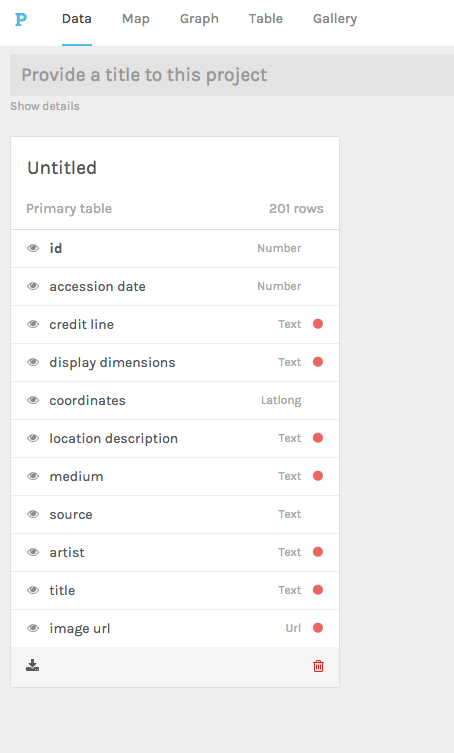 P Data Map Graph Table Gallery
Provide a title to this project
Show details
Untitled
Primary table 201 rows
id Number
accession date Number
credit line Text
display dimensions Text
coordinates Latlong
location description Text
medium Text
source Text
artist Text
title Text
image url Url